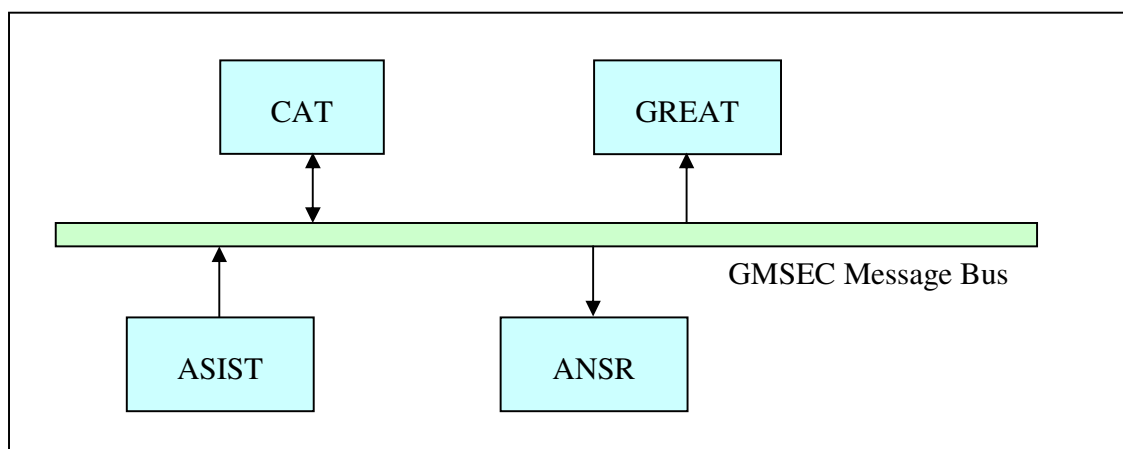 CAT
GREAT
GMSEC Message Bus
ASIST
ANSR